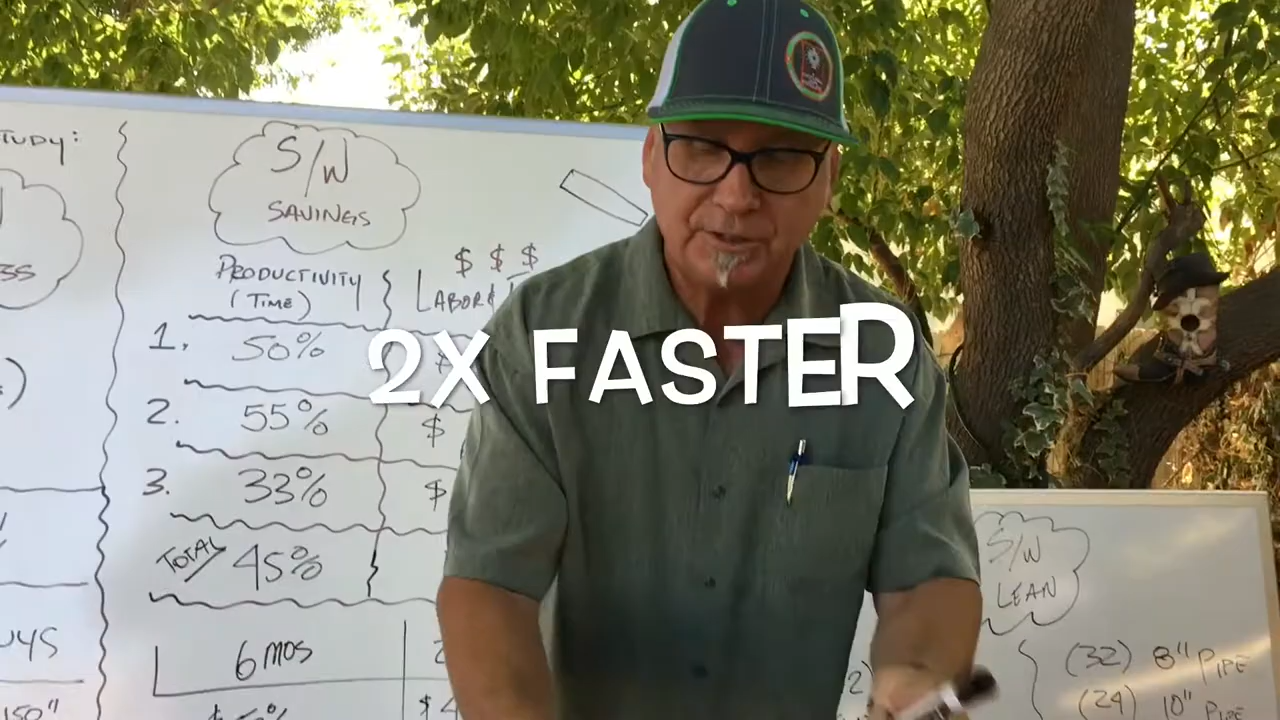 TUDY:
S/W
SAVINGS
$ $ $
PRODUCTIVITY
(TIME)
LABOR
1. 50%
2. 55% $
3. 33% $
TOTAL 45%
6 MOS
2X FASTER
S/W
LEAN
(32) 8" PIPE
(24) 10" PIPE